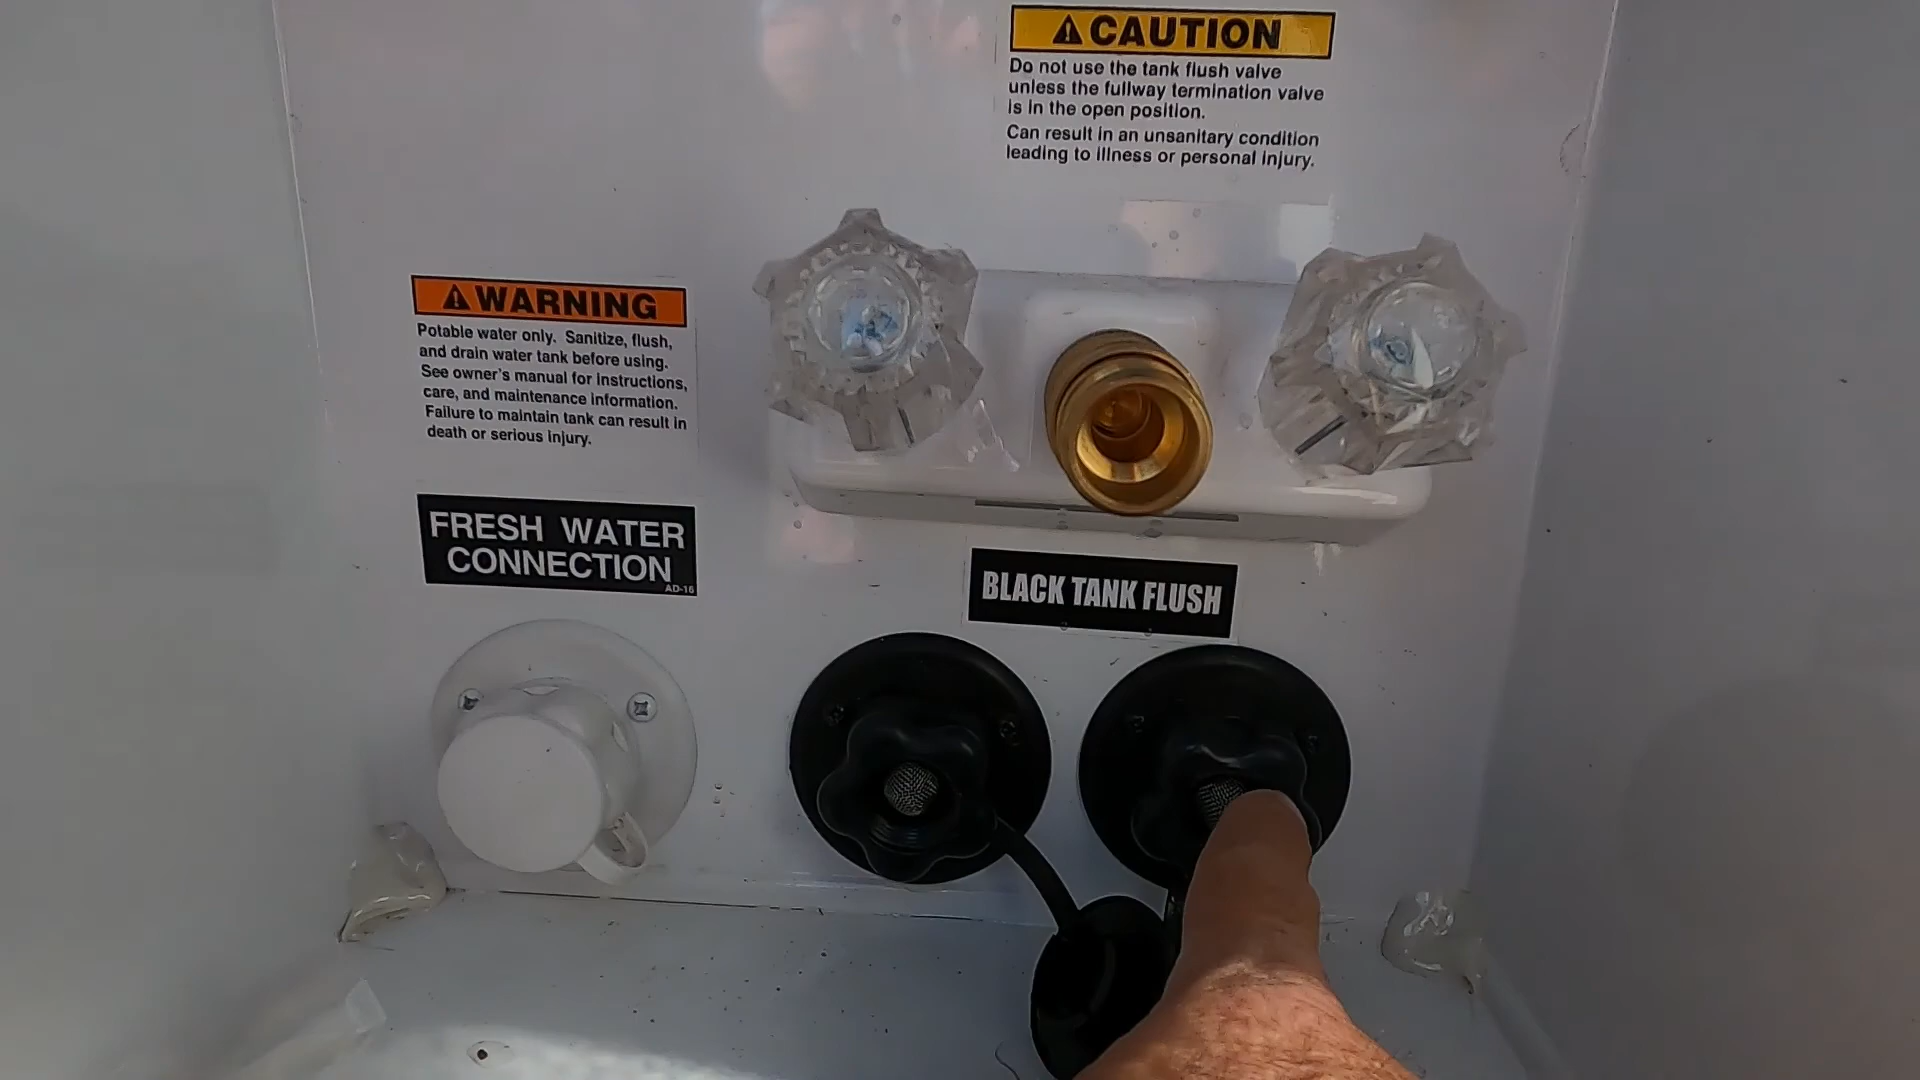 CAUTION
Do not use the tank flush valve
unless the fullway termination valve
is in the open position.
Can result in an unsanitary condition
leading to illness or personal injury.
WARNING
Potable water only. Sanitize, flush,
and drain water tank before using.
See owner's manual for instructions,
care, and maintenance information.
Failure to maintain tank can result in
death or serious injury.
FRESH WATER
CONNECTION
AD-16
BLACK TANK FLUSH